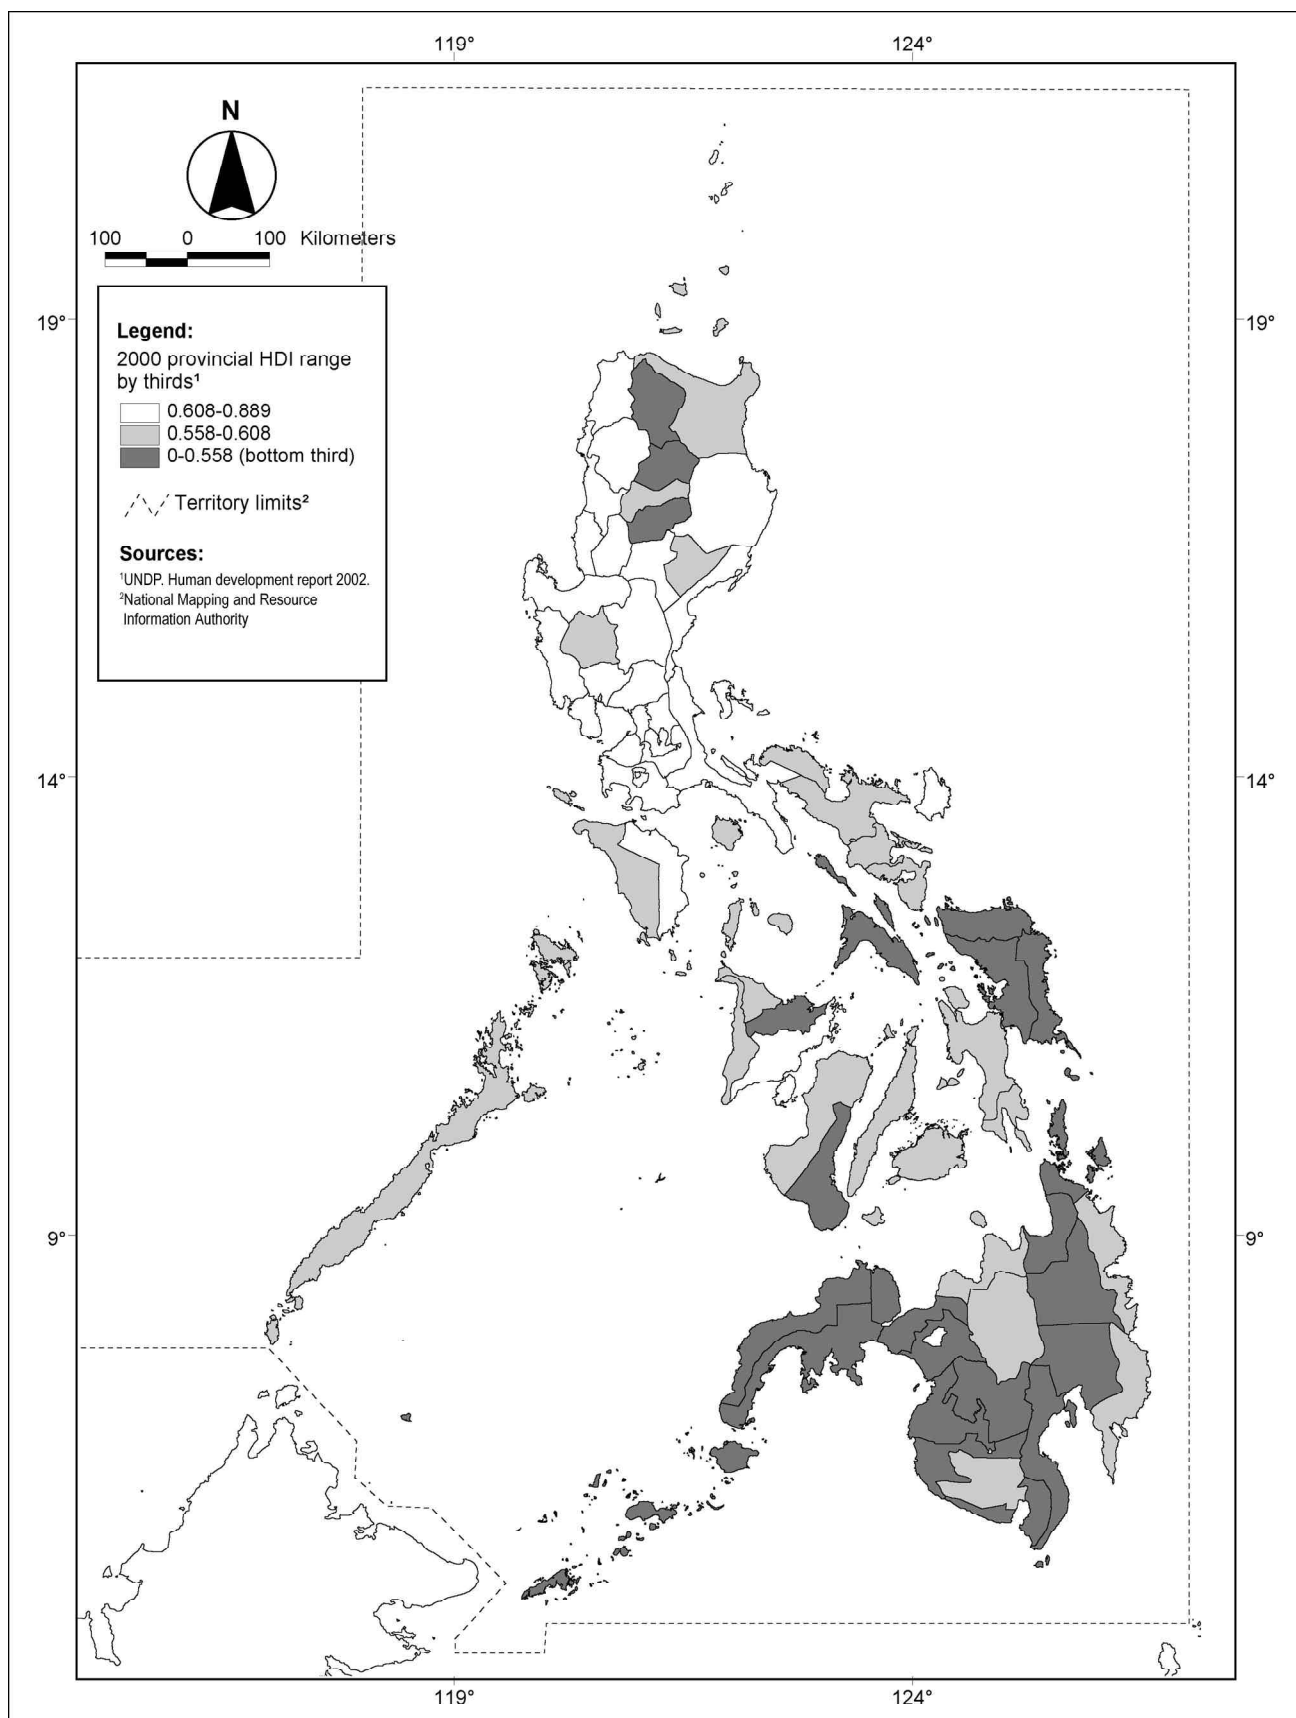 119° 124°
N
100 0 100 Kilometers
19° 19°
Legend:
2000 provincial HDI range
by thirds¹
0.608-0.889
0.558-0.608
0-0.558 (bottom third)
Territory limits²
Sources:
¹UNDP. Human development report 2002.
²National Mapping and Resource
Information Authority
14° 14°
9° 9°
119° 124°